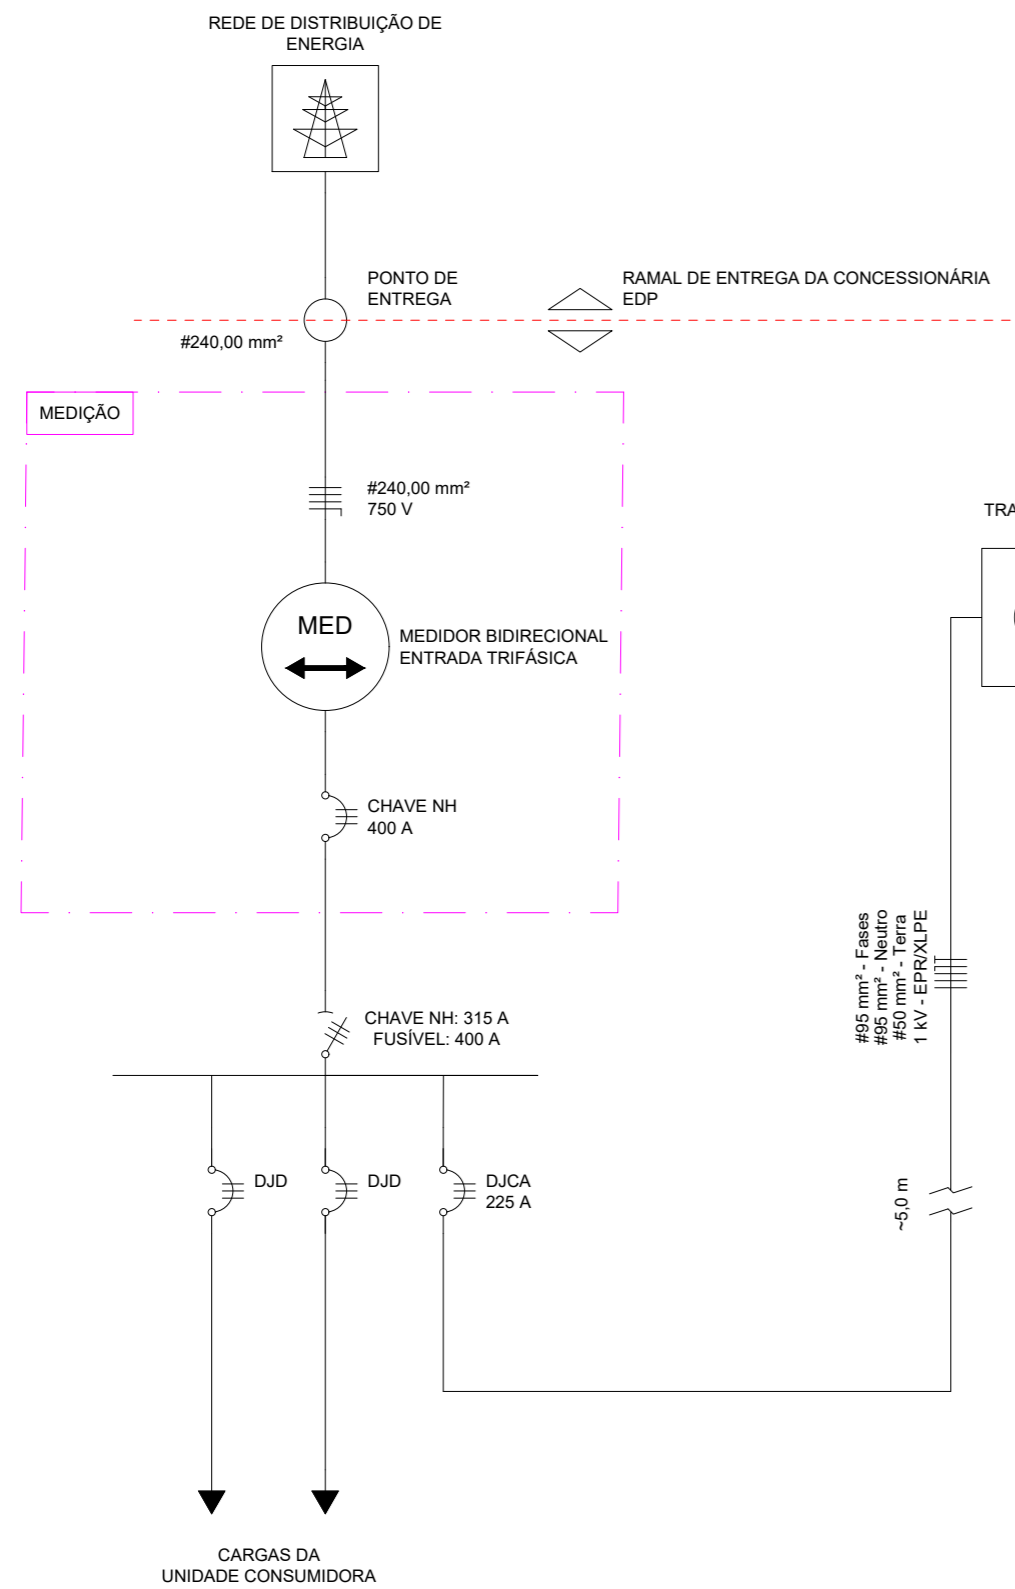 REDE DE DISTRIBUIÇÃO DE
ENERGIA
PONTO DE
ENTREGA
RAMAL DE ENTREGA DA CONCESSIONÁRIA
EDP
#240,00 mm²
MEDIÇÃO
#240,00 mm²
750 V
TRA
MED
MEDIDOR BIDIRECIONAL
ENTRADA TRIFÁSICA
CHAVE NH
400 A
#95 mm² - Fases
#95 mm² - Neutro
#50 mm² - Terra
1 kV - EPR/XLPE
CHAVE NH: 315 A
FUSÍVEL: 400 A
DJD
DJD
DJCA
225 A
~5,0 m
CARGAS DA
UNIDADE CONSUMIDORA